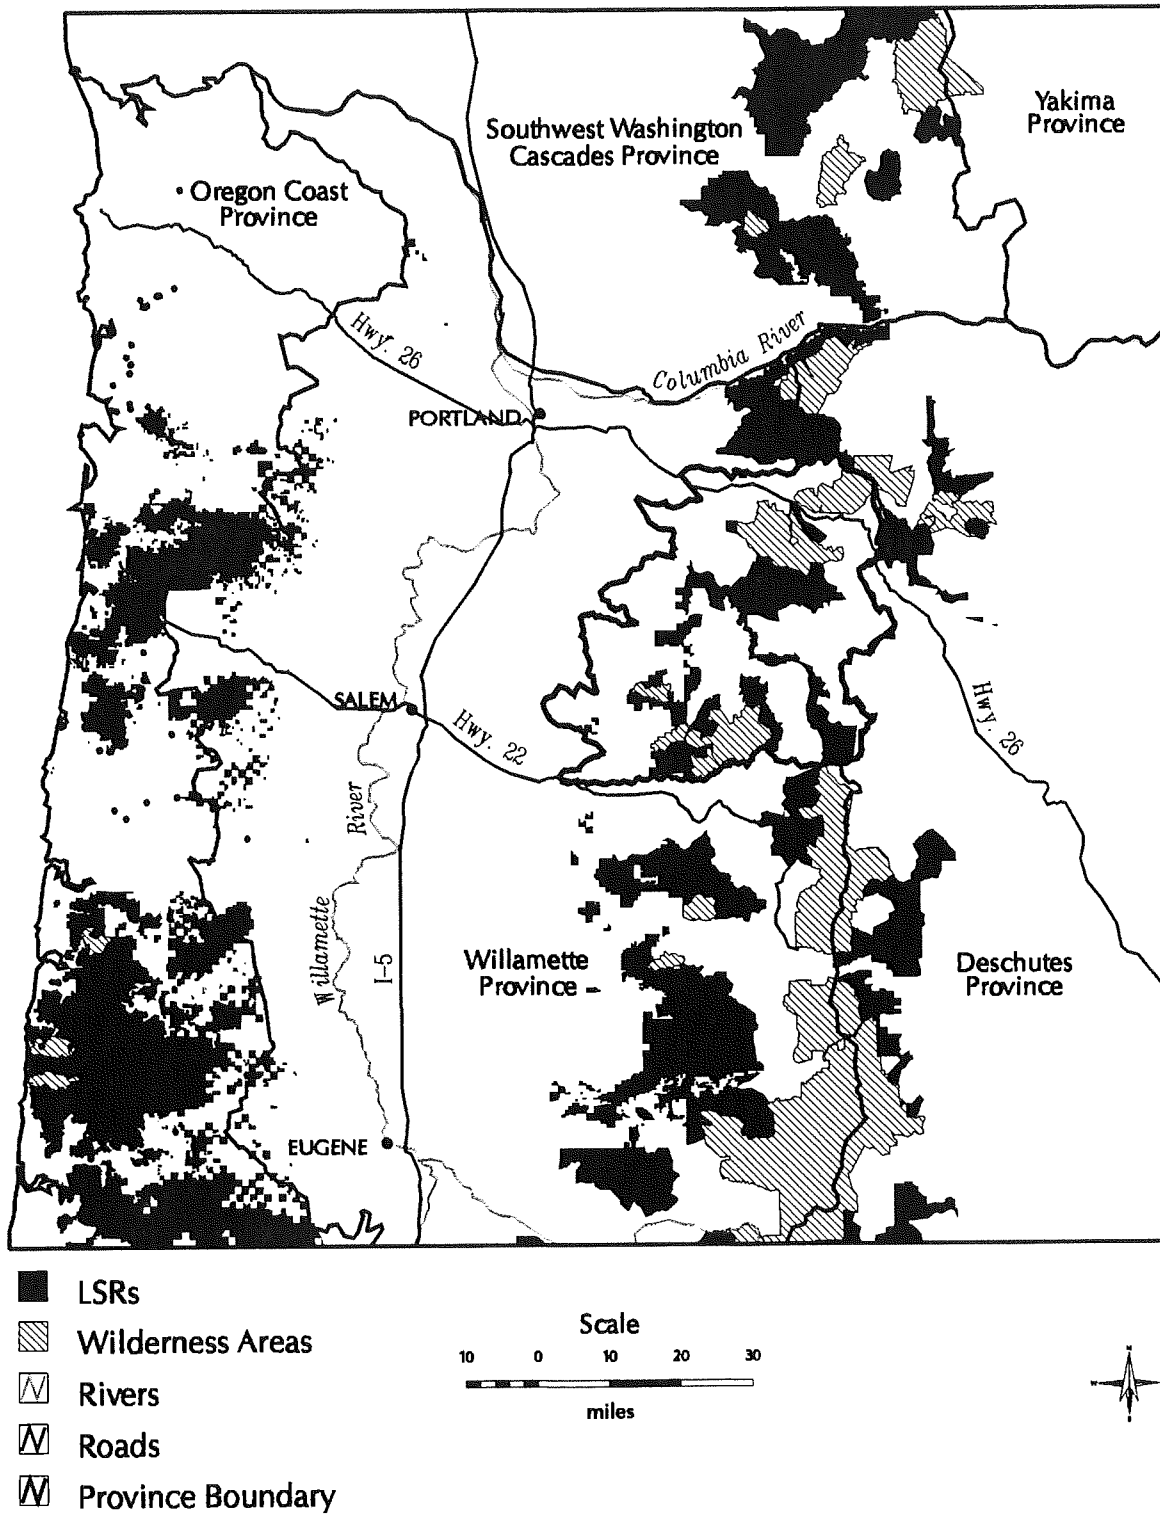 Yakima
Province
Southwest Washington
Cascades Province
Oregon Coast
Province
Hwy. 26
Columbia River
PORTLAND
SALEM
Hwy. 22
Hwy. 26
River
Willamette
I-5
Willamette
Province
Deschutes
Province
EUGENE
LSRs
Wilderness Areas
Rivers
Roads
Province Boundary
Scale
10 0 10 20 30
miles
N
W